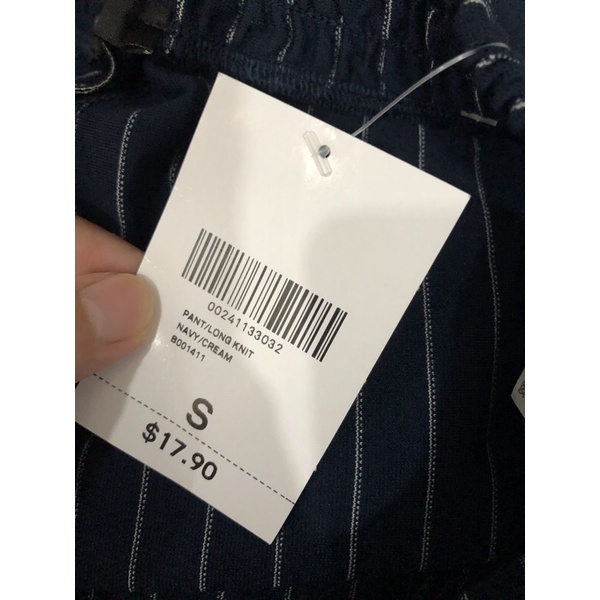 00241133032
PANT/LONG KNIT
NAVY/CREAM
B001411
S
$17.90